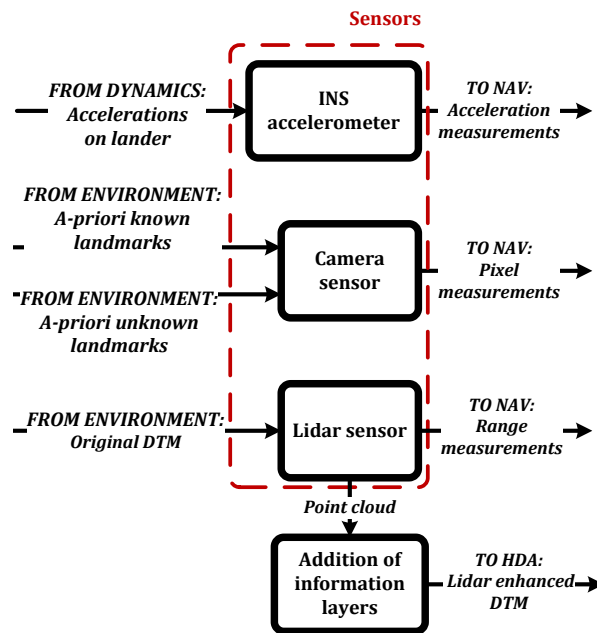 Sensors
FROM DYNAMICS:
Accelerations
on lander
INS
accelerometer
TO NAV:
Acceleration
measurements
FROM ENVIRONMENT:
A-priori known
landmarks
FROM ENVIRONMENT:
A-priori unknown
landmarks
Camera
sensor
TO NAV:
Pixel
measurements
FROM ENVIRONMENT:
Original DTM
Lidar sensor
TO NAV:
Range
measurements
Point cloud
Addition of
information
layers
TO HDA:
Lidar enhanced
DTM